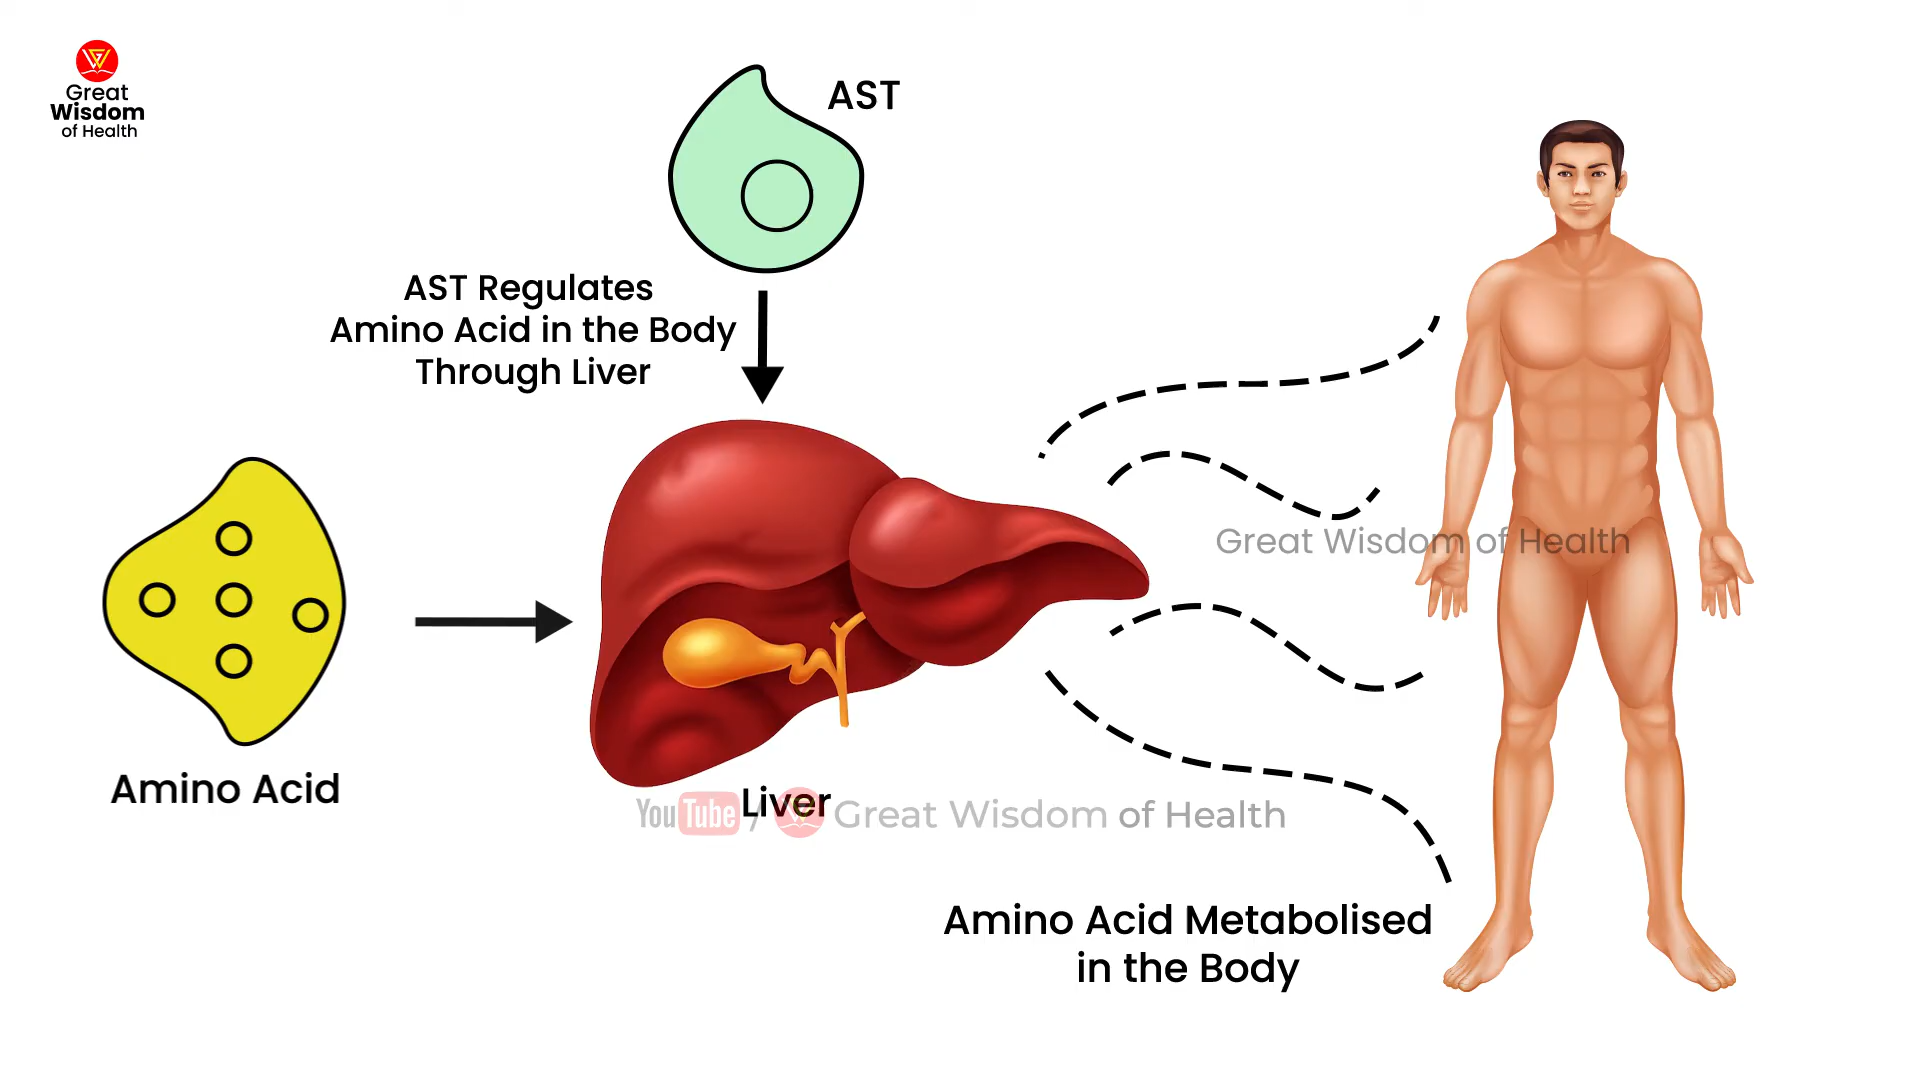 Great
Wisdom
of Health
AST
AST Regulates
Amino Acid in the Body
Through Liver
Great Wisdom of Health
Amino Acid
Liver
YouTube / Great Wisdom of Health
Amino Acid Metabolised
in the Body